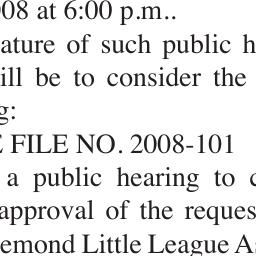 08 at 6:00 p.m..
ature of such public h
ill be to consider the
g:
E FILE NO. 2008-101
a public hearing to c
approval of the reques
emond Little League As